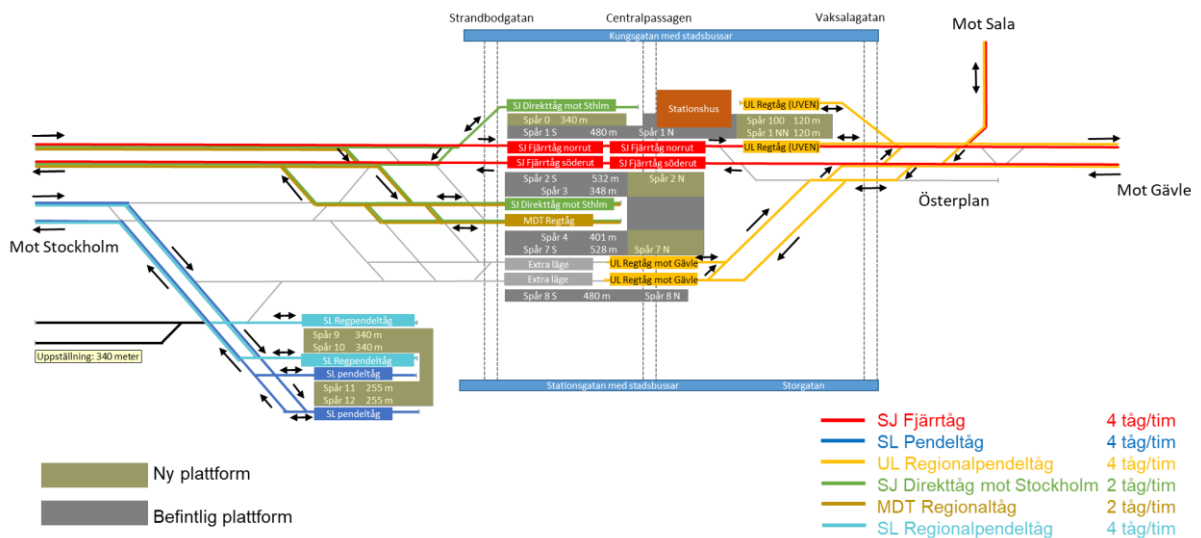 Strandbodgatan
Centralpassagen
Vaksalagatan
Mot Sala
Kungsgatan med stadsbussar
SJ Direkttåg mot Sthlm
Stationshus
UL Regtåg (UVEN)
Spår 0 340 m
Spår 100 120 m
Spår 1 S 480 m Spår 1 N
Spår 1 NN 120 m
SJ Fjärrtåg norrut
SJ Fjärrtåg norrut
UL Regtåg (UVEN)
SJ Fjärrtåg söderut
SJ Fjärrtåg söderut
Spår 2 S 532 m Spår 2 N
Spår 3 348 m
Mot Gävle
Österplan
SJ Direkttåg mot Sthlm
MDT Regtåg
Mot Stockholm
Spår 4 401 m
Spår 7 S 528 m Spår 7 N
Extra läge
UL Regtåg mot Gävle
Extra läge
UL Regtåg mot Gävle
Spår 8 S 480 m Spår 8 N
SL Regpendeltåg
Spår 9 340 m
Spår 10 340 m
Uppställning: 340 meter
SL Regpendeltåg
SL pendeltåg
Spår 11 255 m
Spår 12 255 m
SL pendeltåg
Stationsgatan med stadsbussar
Storgatan
SJ Fjärrtåg 4 tåg/tim
SL Pendeltåg 4 tåg/tim
UL Regionalpendeltåg 4 tåg/tim
SJ Direkttåg mot Stockholm 2 tåg/tim
MDT Regionaltåg 2 tåg/tim
SL Regionalpendeltåg 4 tåg/tim
Ny plattform
Befintlig plattform